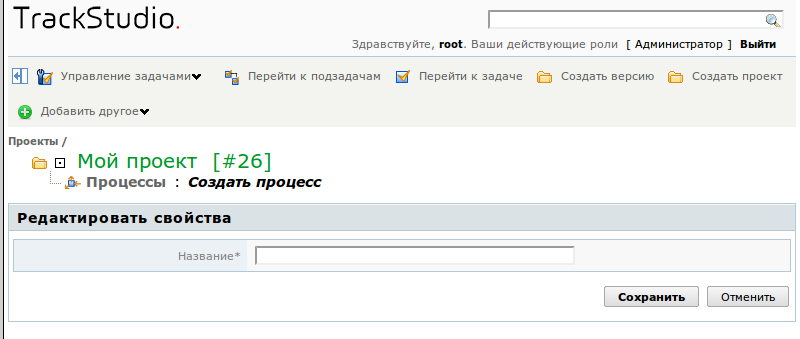 TrackStudio.
Здравствуйте, root. Ваши действующие роли [ Администратор ] Выйти
Управление задачами Перейти к подзадачам Перейти к задаче Создать версию Создать проект
Добавить другое
Проекты /
Мой проект [#26]
Процессы : Создать процесс
Редактировать свойства
Название*
Сохранить Отменить